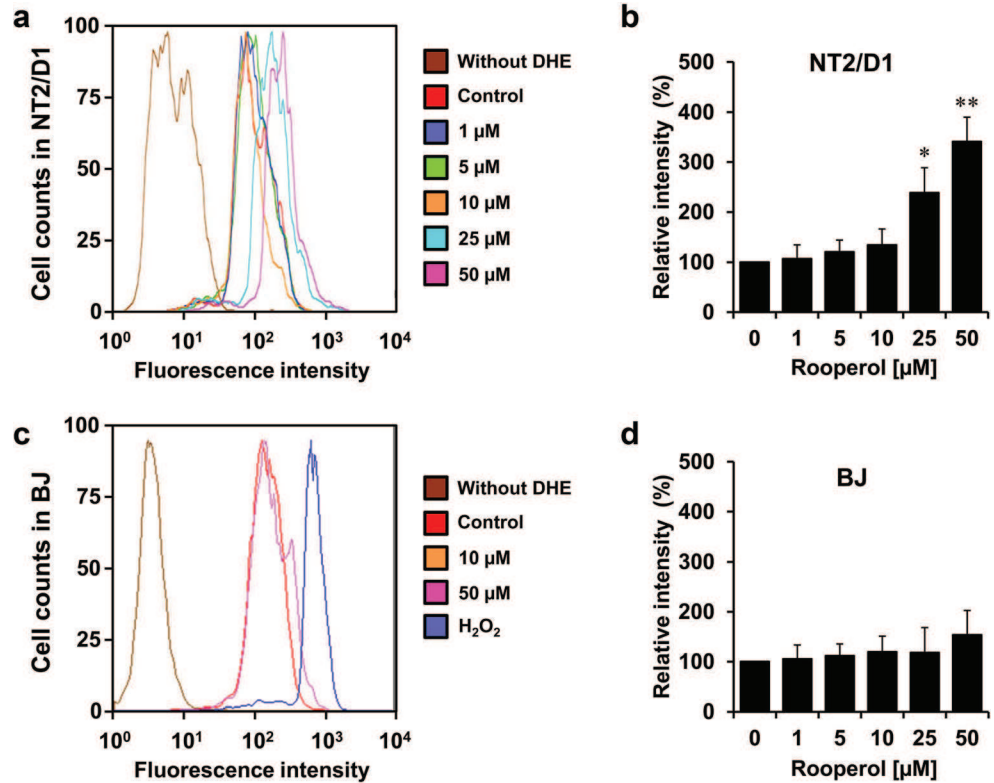 a
Cell counts in NT2/D1
100
75
50
25
0
10⁰ 10¹ 10² 10³ 10⁴
Fluorescence intensity
Without DHE
Control
1 µM
5 µM
10 µM
25 µM
50 µM
b
NT2/D1
Relative intensity (%)
500
400
300
200
100
0
* **
0 1 5 10 25 50
Rooperol [µM]
c
Cell counts in BJ
100
75
50
25
0
10⁰ 10¹ 10² 10³ 10⁴
Fluorescence intensity
Without DHE
Control
10 µM
50 µM
H₂O₂
d
BJ
Relative intensity (%)
500
400
300
200
100
0
0 1 5 10 25 50
Rooperol [µM]